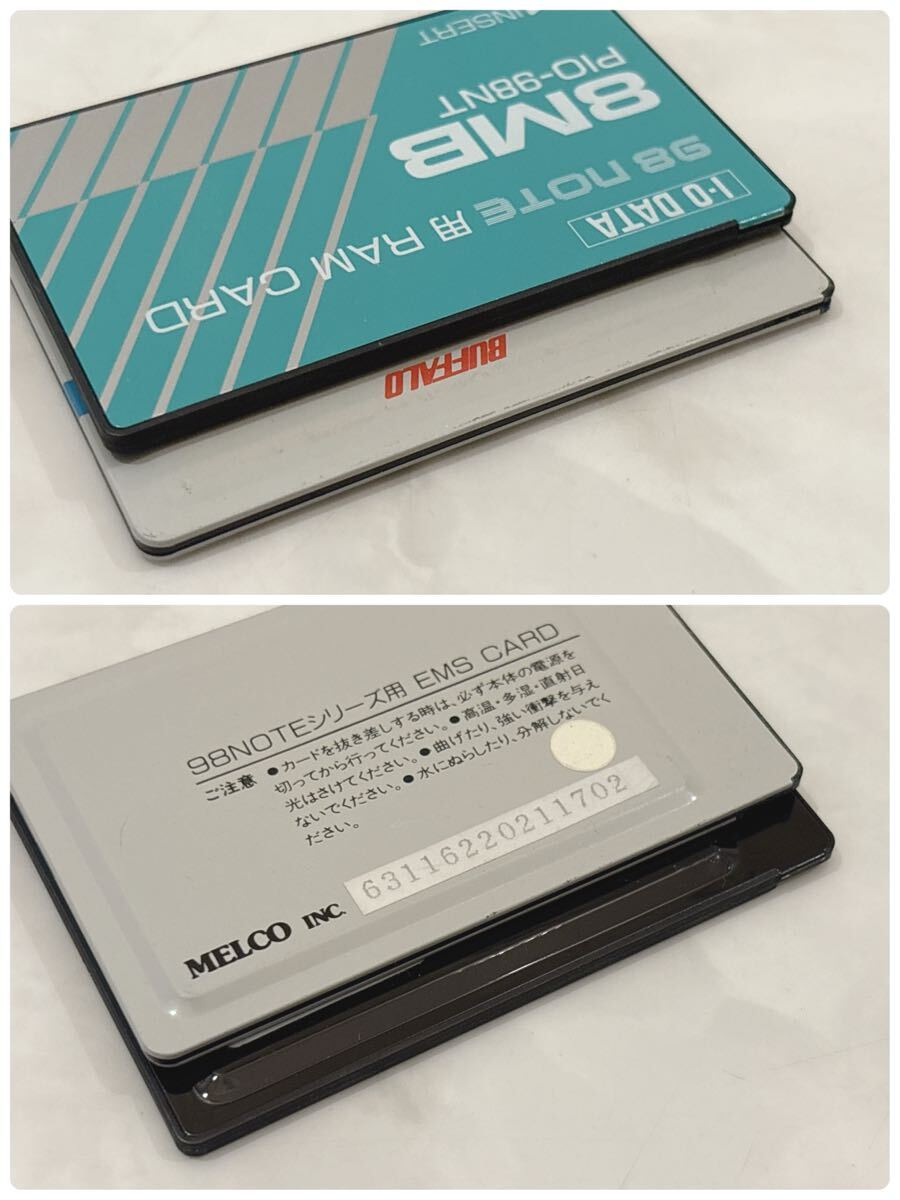 INSERT
8MB
PIO-98NT
98 NOTE用 RAM CARD
I·O DATA
BUFFALO
98NOTEシリーズ用 EMS CARD
ご注意 ●カードを抜き差しする時は、必ず本体の電源を
切ってから行ってください。●高温・多湿・直射日
光はさけてください。●曲げたり、強い衝撃を与え
ないでください。●水にぬらしたり、分解しないでく
ださい。
63116220211702
MELCO INC.